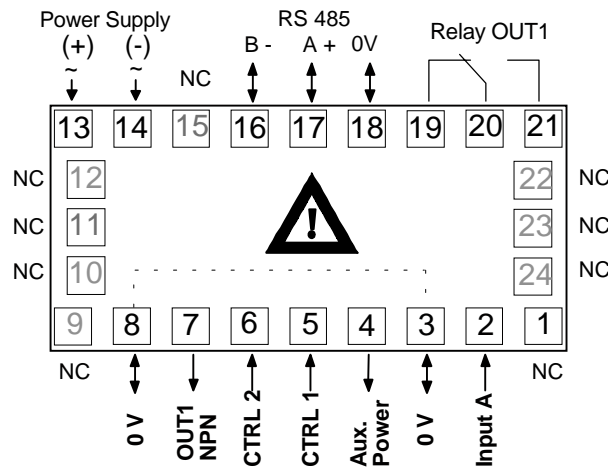 Power Supply RS 485 Relay OUT1
(+) (-) B - A + 0V
~ ~ NC
13 14 15 16 17 18 19 20 21
NC 12 22 NC
NC 11 ! 23 NC
NC 10 24 NC
9 8 7 6 5 4 3 2 1
NC NC
0 V
OUT1
NPN
CTRL 2
CTRL 1
Aux.
Power
0 V
Input A